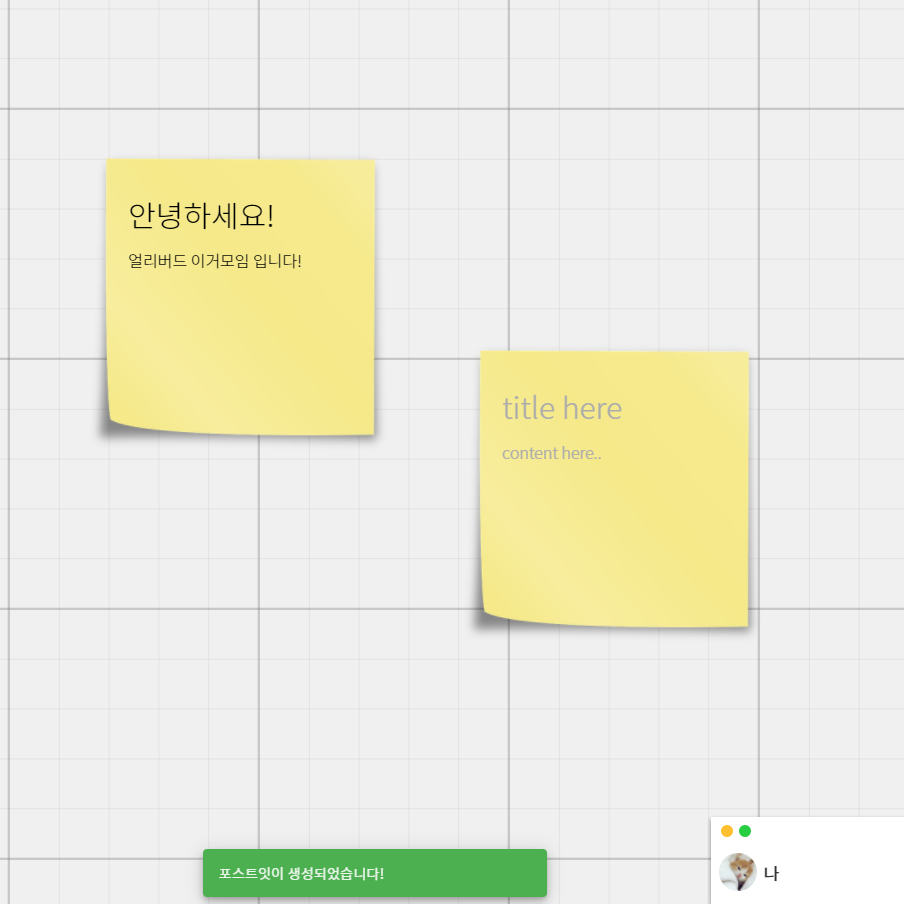 안녕하세요!
얼리버드 이거모임 입니다!
title here
content here..
포스트잇이 생성되었습니다!
나